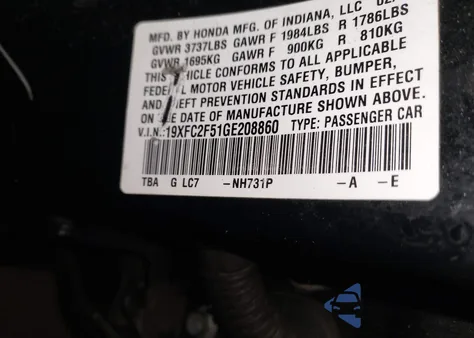 MFD. BY HONDA MFG. OF INDIANA, LLC
GVWR 3737LBS GAWR F 1984LBS R 1786LBS
GVWR 1695KG GAWR F 900KG R 810KG
THIS VEHICLE CONFORMS TO ALL APPLICABLE
FEDERAL MOTOR VEHICLE SAFETY, BUMPER,
AND THEFT PREVENTION STANDARDS IN EFFECT
ON THE DATE OF MANUFACTURE SHOWN ABOVE.
V.I.N.:19XFC2F51GE208860 TYPE: PASSENGER CAR
TBA G LC7 -NH731P -A -E